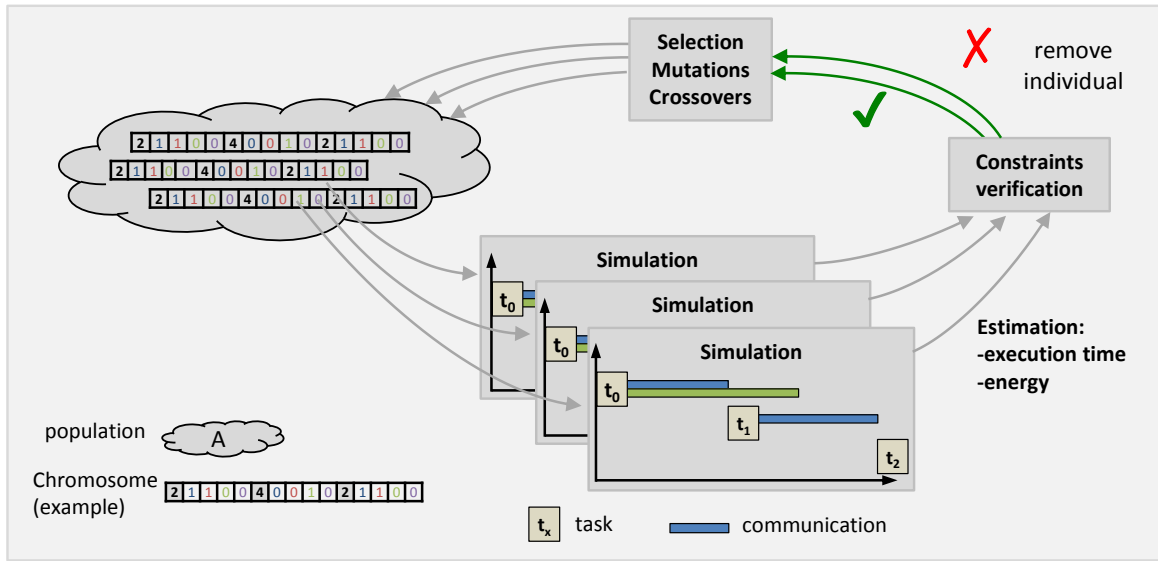 Selection
Mutations
Crossovers
✗
remove
individual
✓
2 1 1 0 0 4 0 0 1 0 2 1 1 0 0
2 1 1 0 0 4 0 0 1 0 2 1 1 0 0
2 1 1 0 0 4 0 0 1 0 2 1 1 0 0
Constraints
verification
Simulation
t0
Simulation
t0
Simulation
t0
t1
t2
Estimation:
-execution time
-energy
population
A
Chromosome
(example)
2 1 1 0 0 4 0 0 1 0 2 1 1 0 0
tx
task
communication